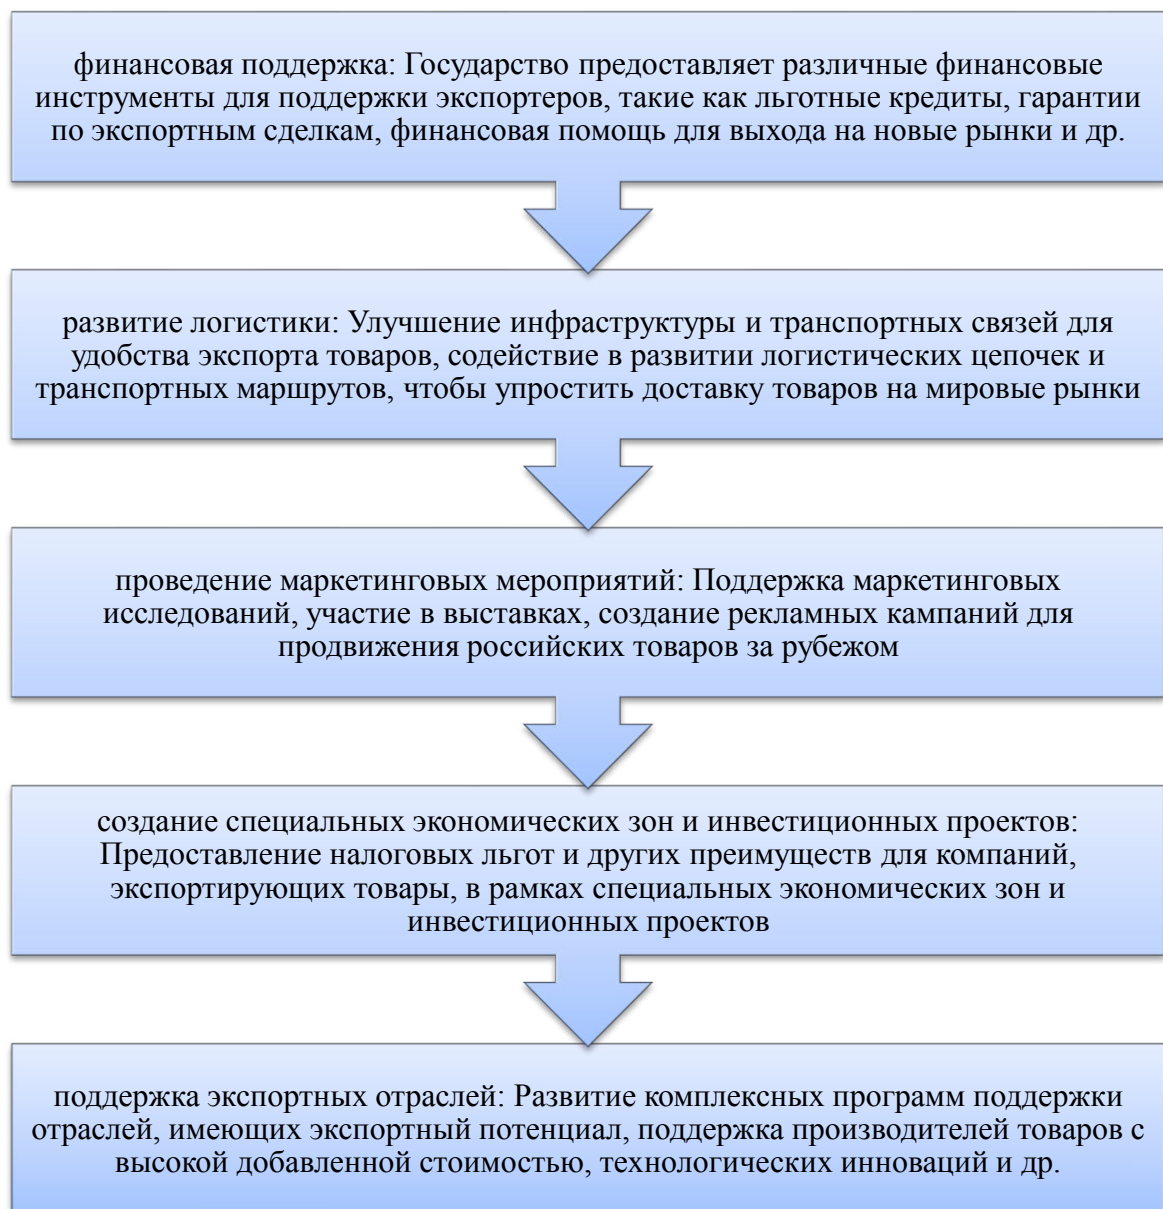 финансовая поддержка: Государство предоставляет различные финансовые
инструменты для поддержки экспортеров, такие как льготные кредиты, гарантии
по экспортным сделкам, финансовая помощь для выхода на новые рынки и др.
развитие логистики: Улучшение инфраструктуры и транспортных связей для
удобства экспорта товаров, содействие в развитии логистических цепочек и
транспортных маршрутов, чтобы упростить доставку товаров на мировые рынки
проведение маркетинговых мероприятий: Поддержка маркетинговых
исследований, участие в выставках, создание рекламных кампаний для
продвижения российских товаров за рубежом
создание специальных экономических зон и инвестиционных проектов:
Предоставление налоговых льгот и других преимуществ для компаний,
экспортирующих товары, в рамках специальных экономических зон и
инвестиционных проектов
поддержка экспортных отраслей: Развитие комплексных программ поддержки
отраслей, имеющих экспортный потенциал, поддержка производителей товаров с
высокой добавленной стоимостью, технологических инноваций и др.